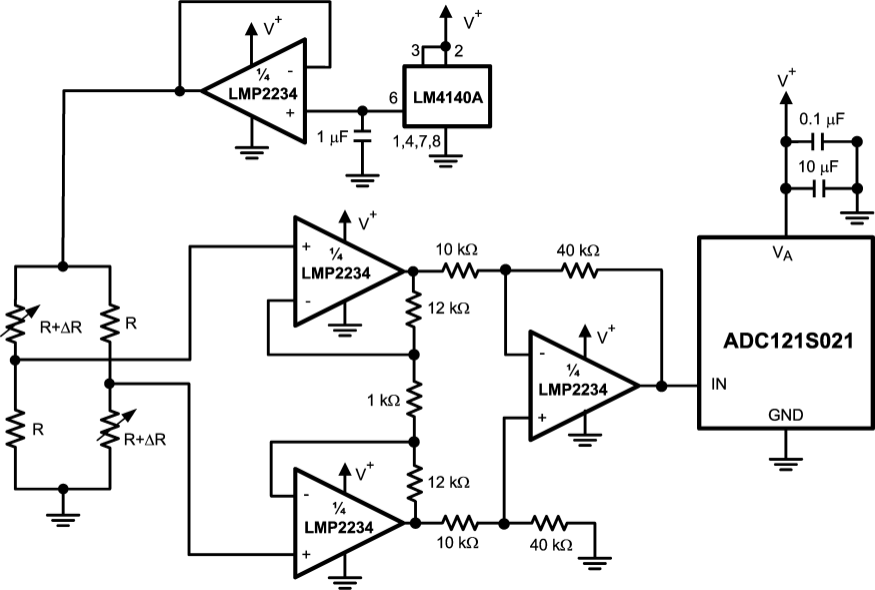 V+
V+
3
2
¼
-
LMP2234
6
LM4140A
+
1 µF
1,4,7,8
V+
0.1 µF
10 µF
V+
+
¼
10 kΩ
40 kΩ
VA
LMP2234
-
R+ΔR
R
12 kΩ
V+
ADC121S021
-
¼
IN
LMP2234
1 kΩ
+
GND
R
R+ΔR
V+
-
12 kΩ
¼
LMP2234
+
10 kΩ
40 kΩ